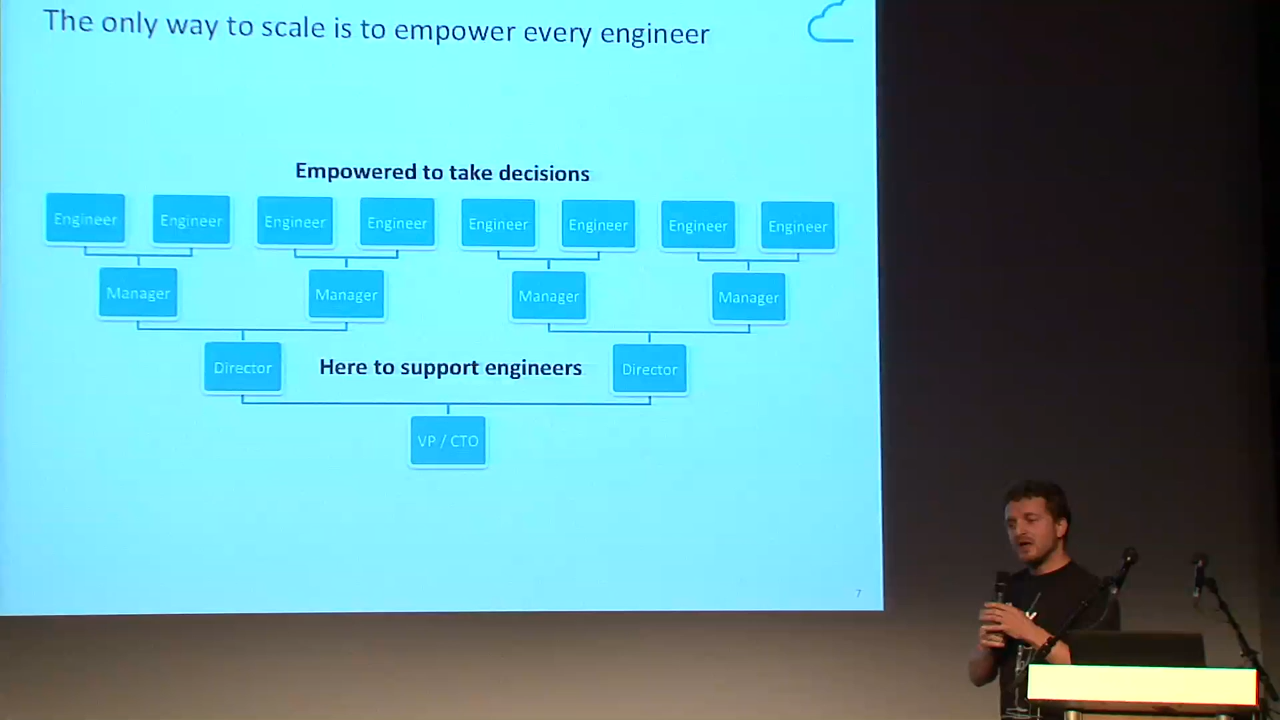 The only way to scale is to empower every engineer
Empowered to take decisions
Engineer Engineer Engineer Engineer Engineer Engineer Engineer Engineer
Manager Manager Manager Manager
Director Here to support engineers Director
VP / CTO
7